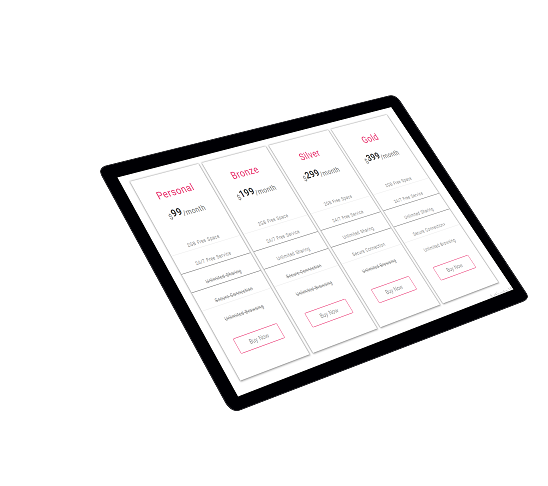 Personal
$99/month
2GB Free Space
24/7 Free Service
Unlimited Sharing
Secure Connection
Unlimited Browsing
Buy Now
Bronze
$199/month
2GB Free Space
24/7 Free Service
Unlimited Sharing
Secure Connection
Unlimited Browsing
Buy Now
Silver
$299/month
2GB Free Space
24/7 Free Service
Unlimited Sharing
Secure Connection
Unlimited Browsing
Buy Now
Gold
$399/month
2GB Free Space
24/7 Free Service
Unlimited Sharing
Secure Connection
Unlimited Browsing
Buy Now